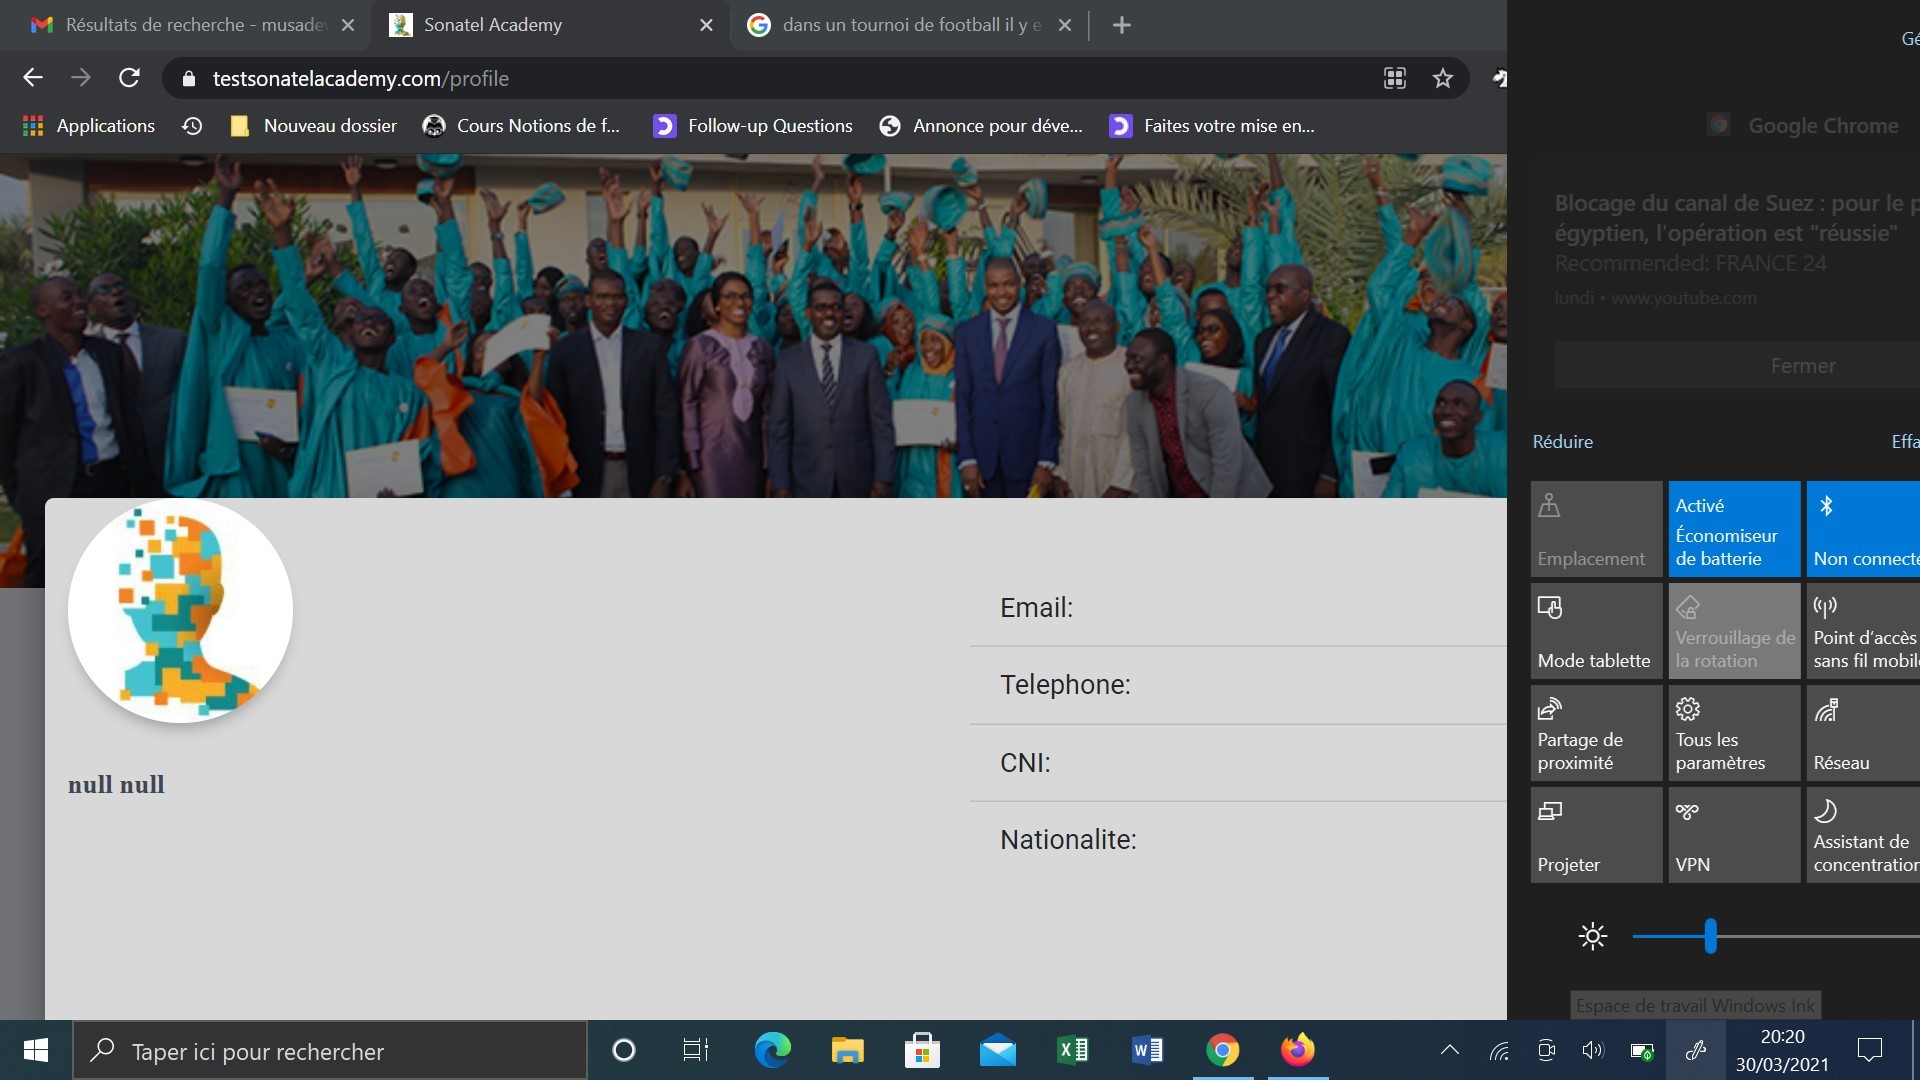 Résultats de recherche - musade
Sonatel Academy
dans un tournoi de football il y e
testsonatelacademy.com/profile
Applications
Nouveau dossier
Cours Notions de f...
Follow-up Questions
Annonce pour déve...
Faites votre mise en...
Gé
Google Chrome
Blocage du canal de Suez : pour le p
égyptien, l'opération est "réussie"
Recommended: FRANCE 24
lundi • www.youtube.com
Fermer
Réduire
Effa
Emplacement
Activé
Économiseur
de batterie
Non connecté
Mode tablette
Verrouillage de
la rotation
Point d'accès
sans fil mobile
Partage de
proximité
Tous les
paramètres
Réseau
Projeter
VPN
Assistant de
concentration
Espace de travail Windows Ink
Email:
Telephone:
CNI:
Nationalite:
null null
Taper ici pour rechercher
20:20
30/03/2021